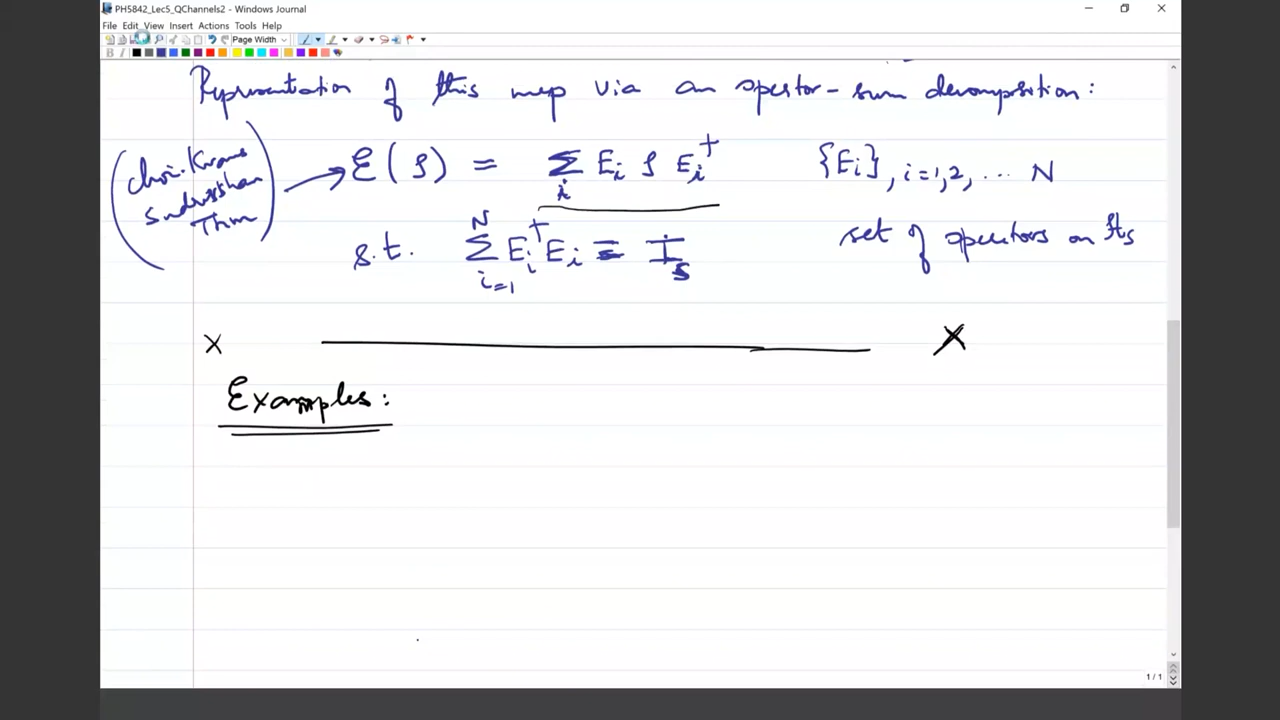 PH5842_Lec5_QChannels2 - Windows Journal
File Edit View Insert Actions Tools Help
Page Width
B I
Representation of this map via an operator-sum decomposition:
(Choi-Kraus Sudarshan Thm) → ℰ(ρ) = Σ_i E_i ρ E_i†    {E_i}, i=1,2,... N
s.t. Σ_{i=1}^{N} E_i† E_i = I_s    set of operators on ℋ_s
x ——— x
Examples:
1 / 1